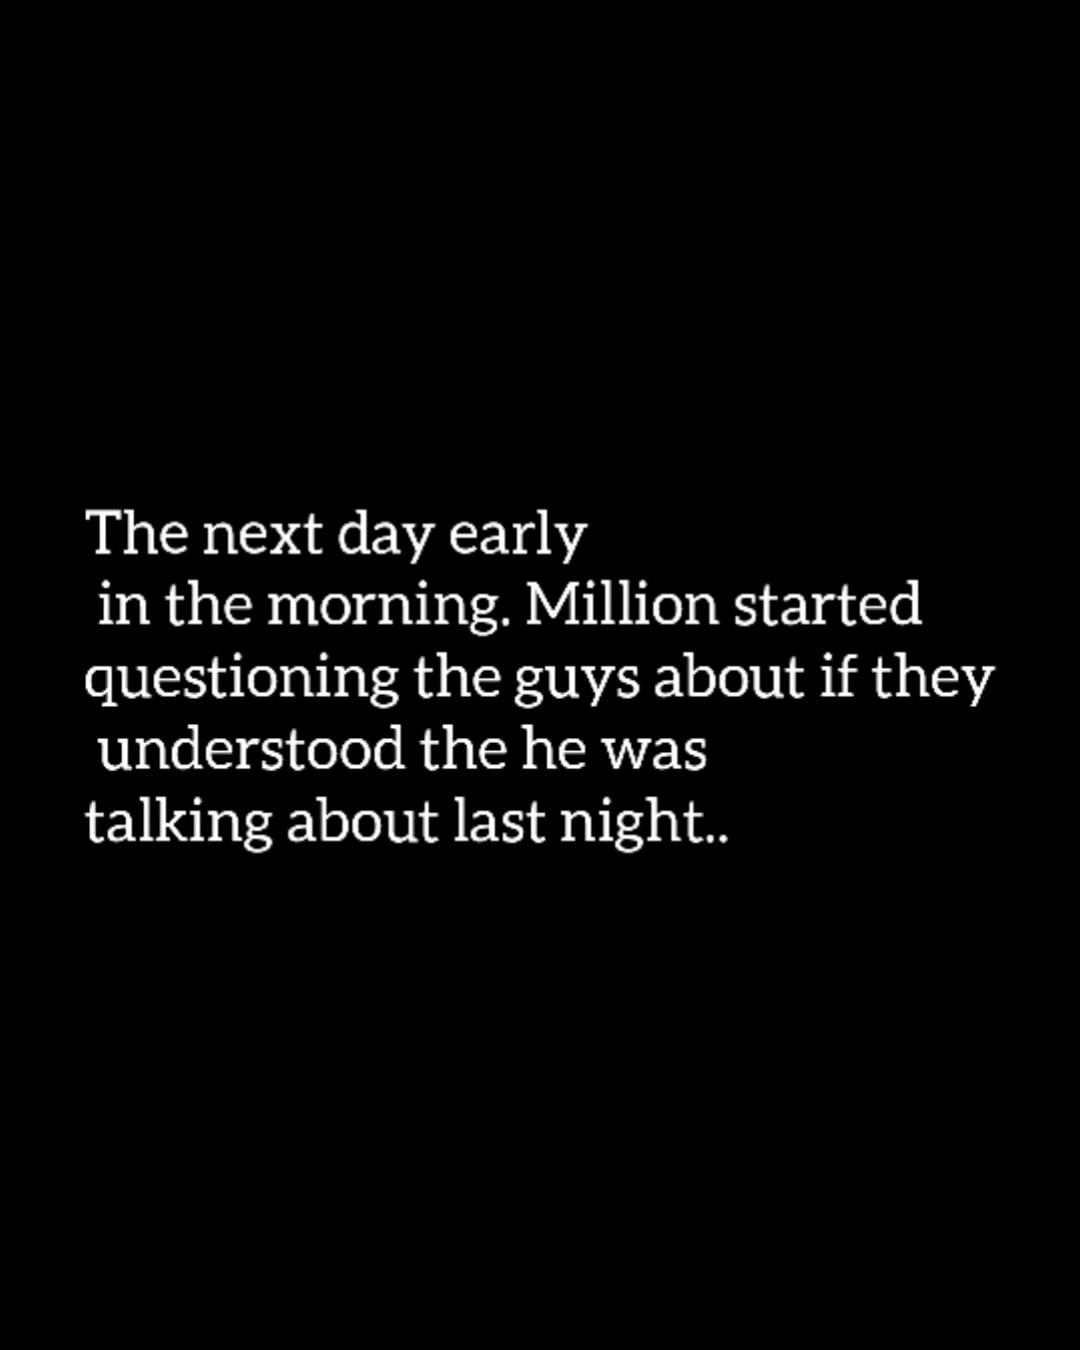 The next day early
in the morning. Million started
questioning the guys about if they
understood the he was
talking about last night..